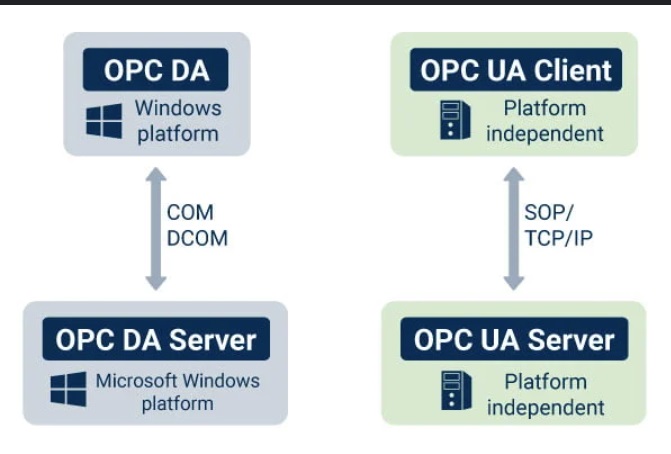 OPC DA
Windows
platform
COM
DCOM
OPC DA Server
Microsoft Windows
platform
OPC UA Client
Platform
independent
SOP/
TCP/IP
OPC UA Server
Platform
independent